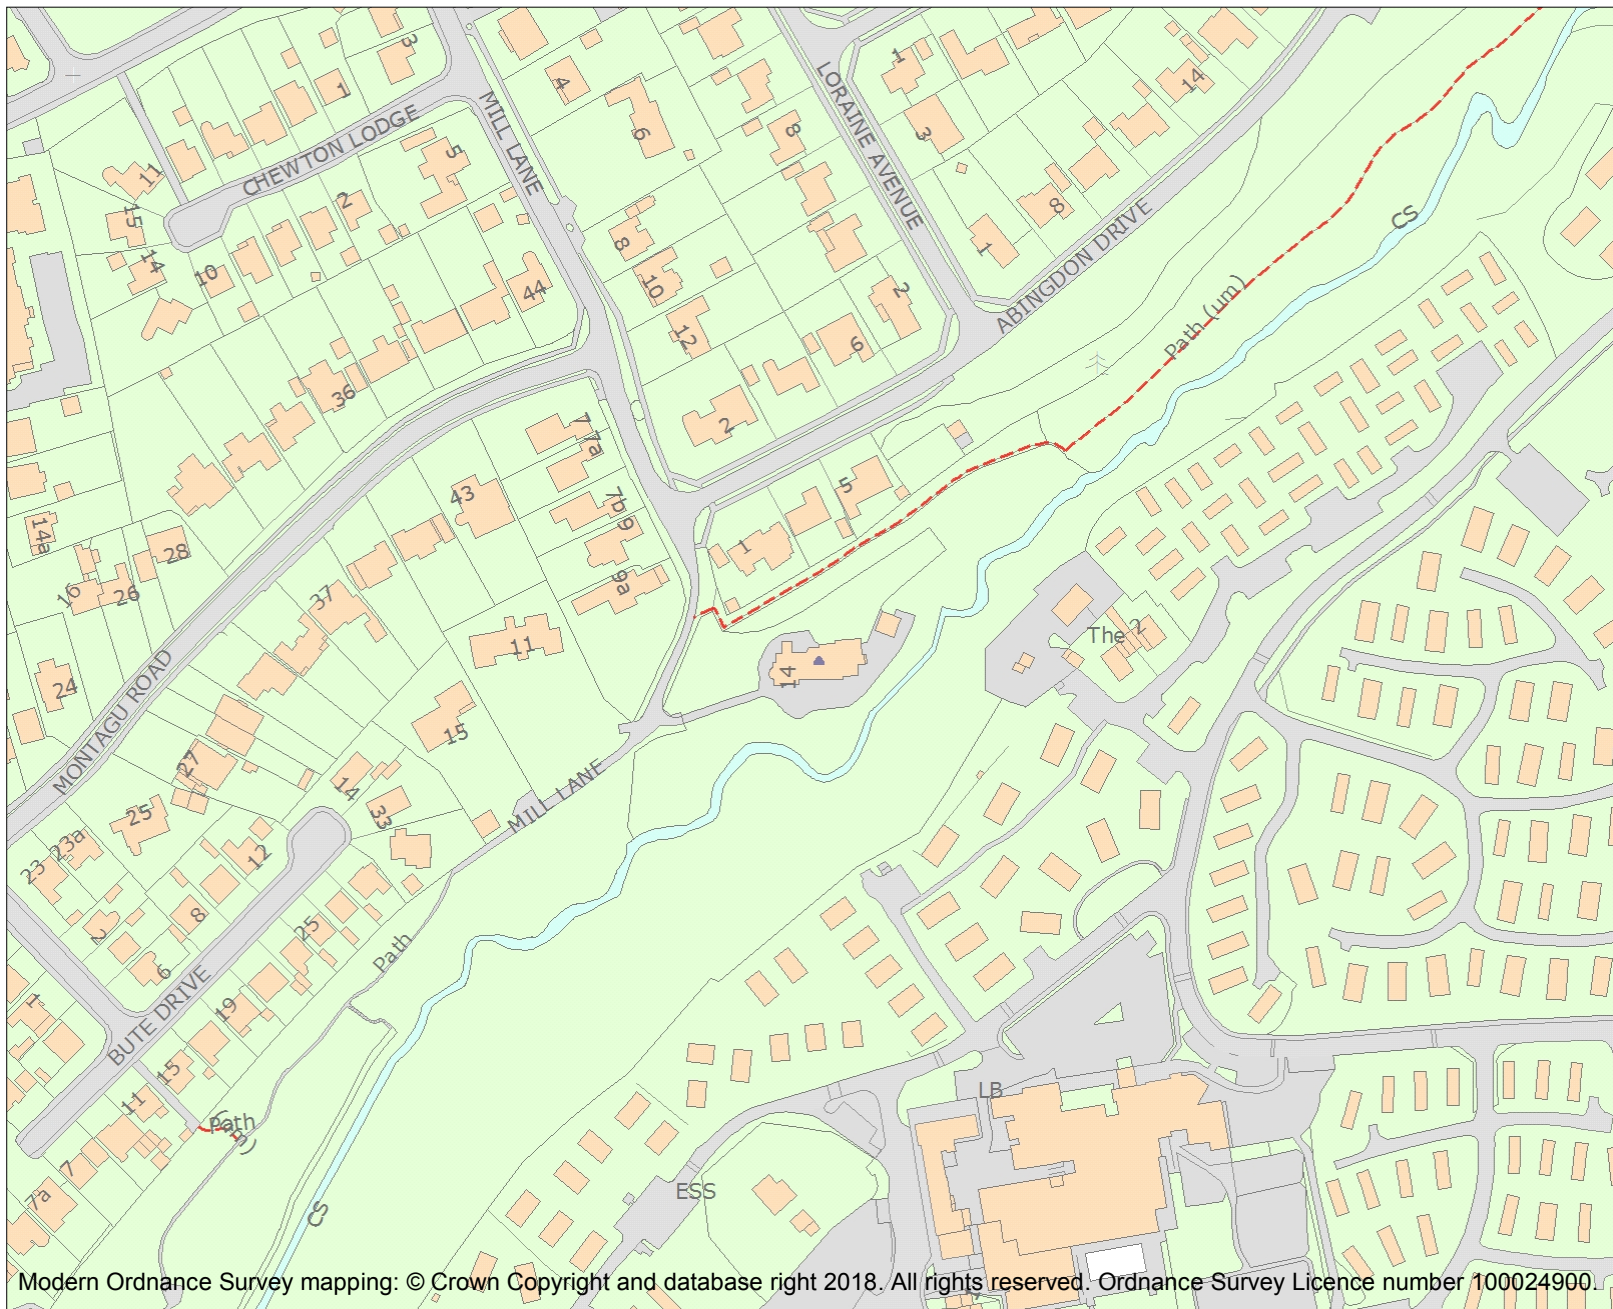 3
1
CHEWTON LODGE
MILL LANE
4
6
8
LORAINE AVENUE
1
3
14
11
15
14
10
2
5
44
8
10
12
2
6
2
1
8
ABINGDON DRIVE
Path (um)
CS
36
7 7a
7b 9
9a
43
5
1
14a
16
26
28
37
11
14
The 2
24
15
MONTAGU ROAD
27
25
14
33
MILL LANE
23
23a
12
8
2
6
25
19
Path
1
BUTE DRIVE
15
11
Path
(um)
7
7a
CS
ESS
LB
Modern Ordnance Survey mapping: © Crown Copyright and database right 2018. All rights reserved. Ordnance Survey Licence number 100024900.